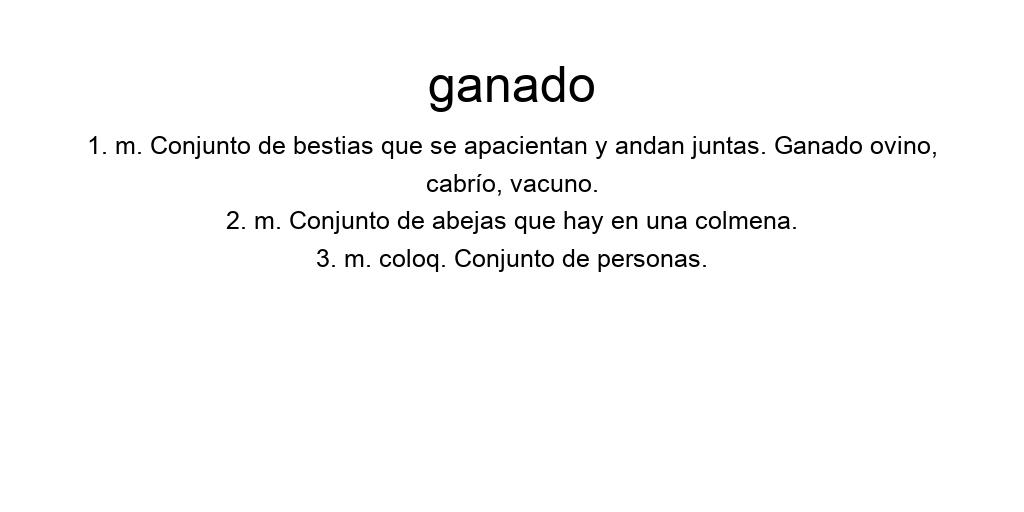 ganado
1. m. Conjunto de bestias que se apacientan y andan juntas. Ganado ovino,
cabrío, vacuno.
2. m. Conjunto de abejas que hay en una colmena.
3. m. coloq. Conjunto de personas.